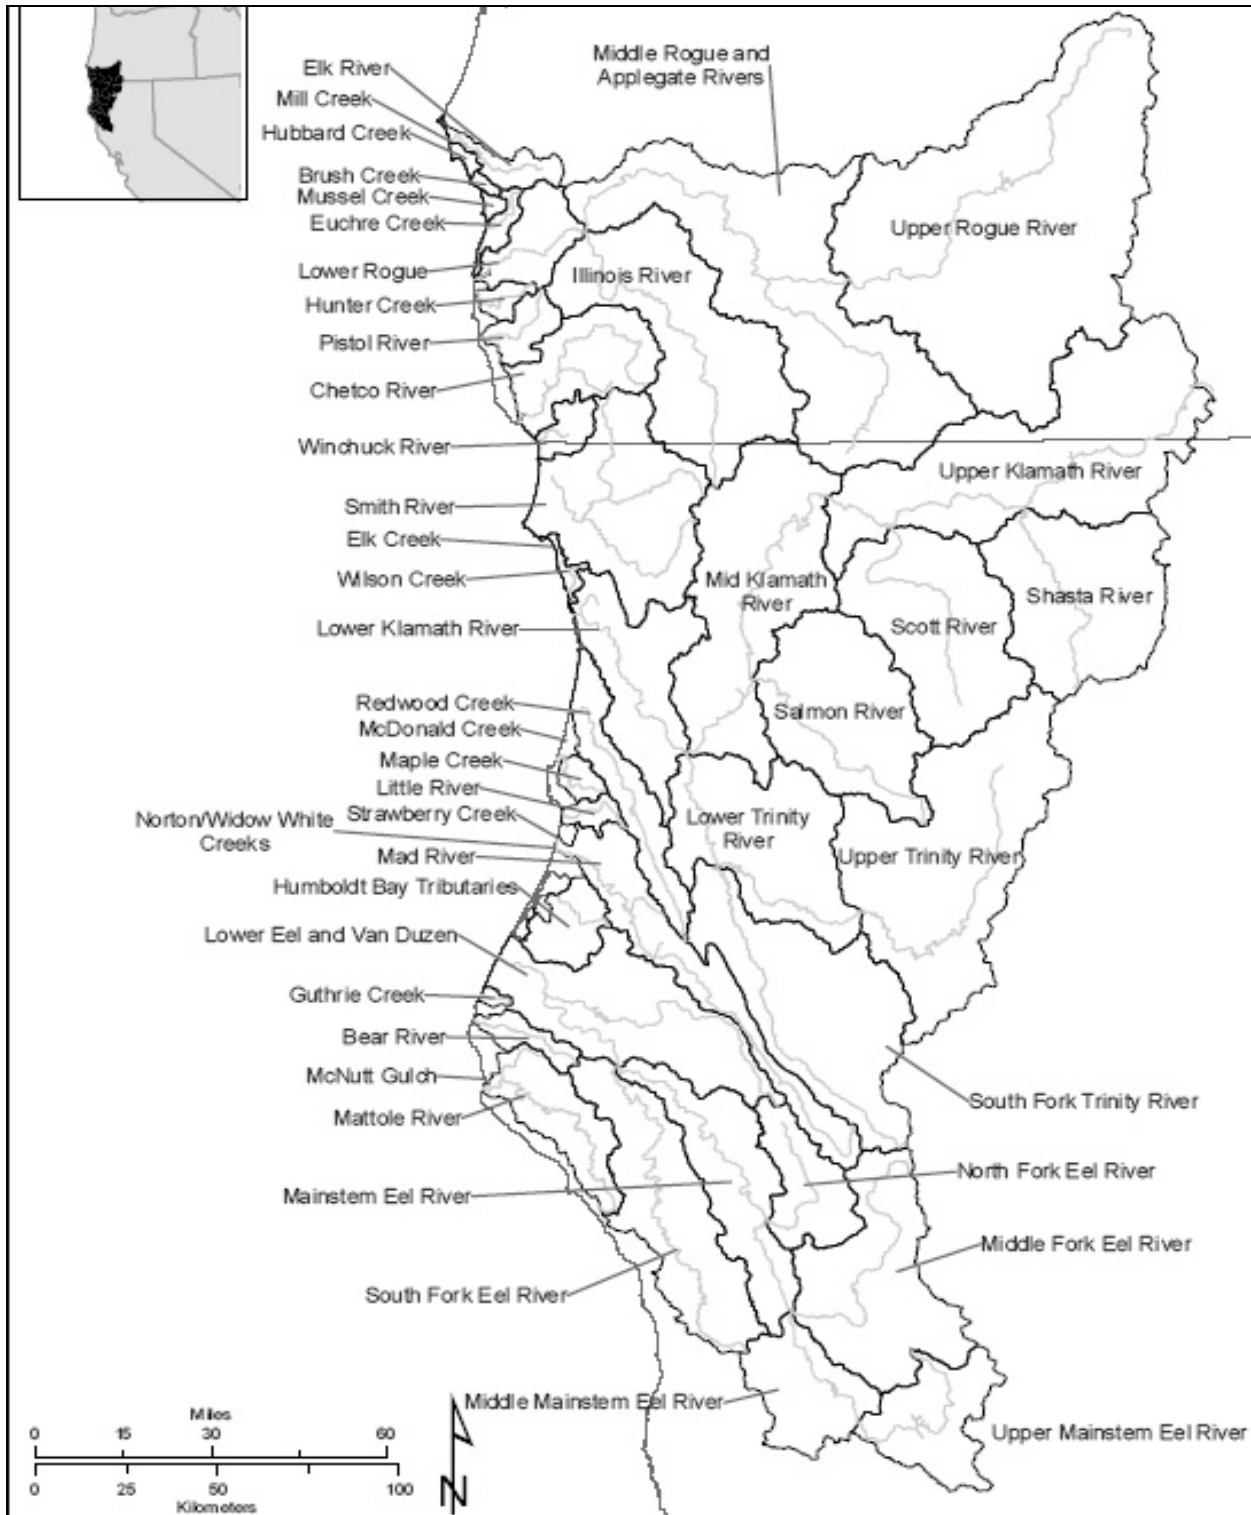 Elk River
Mill Creek
Hubbard Creek
Brush Creek
Mussel Creek
Euchre Creek
Lower Rogue
Hunter Creek
Pistol River
Chetco River
Winchuck River
Smith River
Elk Creek
Wilson Creek
Lower Klamath River
Redwood Creek
McDonald Creek
Maple Creek
Little River
Strawberry Creek
Norton/Widow White
Creeks
Mad River
Humboldt Bay Tributaries
Lower Eel and Van Duzen
Guthrie Creek
Bear River
McNutt Gulch
Mattole River
Mainstem Eel River
South Fork Eel River
Middle Mainstem Eel River
Middle Rogue and
Applegate Rivers
Upper Rogue River
Illinois River
Upper Klamath River
Mid Klamath
River
Shasta River
Scott River
Salmon River
Lower Trinity
River
Upper Trinity River
South Fork Trinity River
North Fork Eel River
Middle Fork Eel River
Upper Mainstem Eel River
Miles
0 15 30 60
0 25 50 100
Kilometers
N